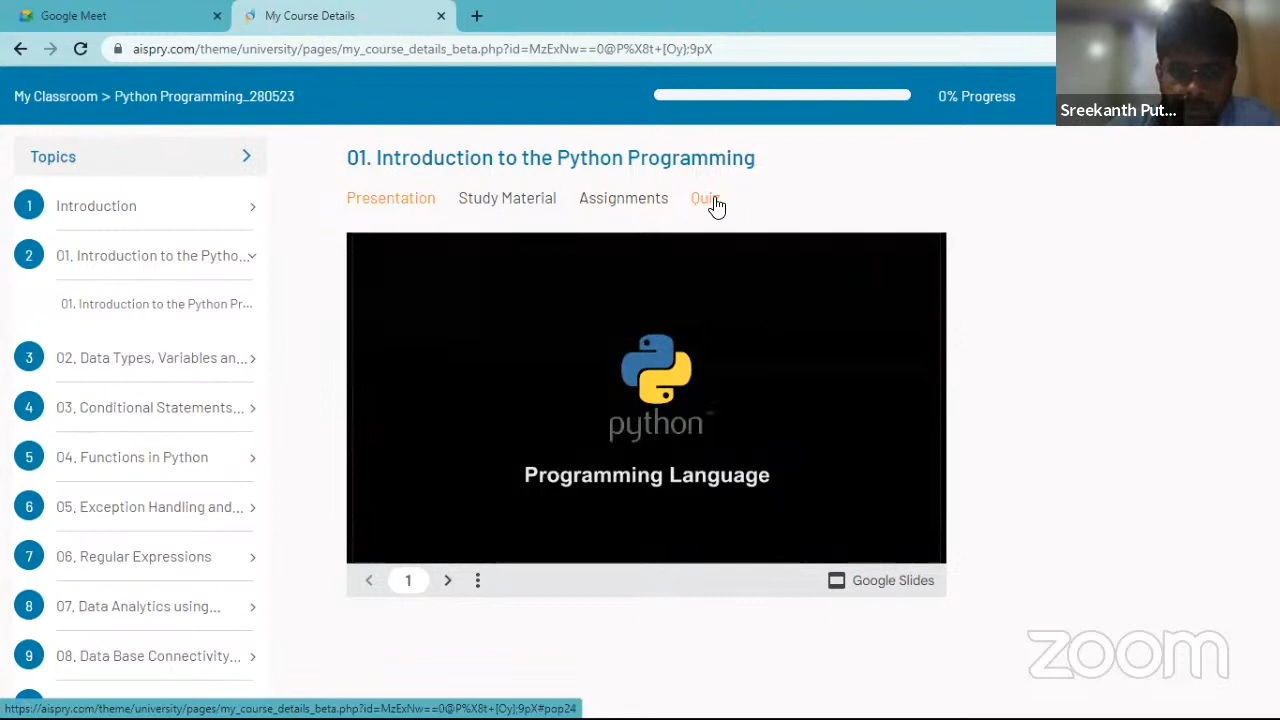 Google Meet
My Course Details
aispry.com/theme/university/pages/my_course_details_beta.php?id=MzExNw==0@P%X8t+[Oy};9pX
My Classroom > Python Programming_280523
0% Progress
Sreekanth Put...
Topics
1 Introduction
2 01. Introduction to the Pytho...
01. Introduction to the Python Pr...
3 02. Data Types, Variables an...
4 03. Conditional Statements...
5 04. Functions in Python
6 05. Exception Handling and...
7 06. Regular Expressions
8 07. Data Analytics using...
9 08. Data Base Connectivity...
01. Introduction to the Python Programming
Presentation Study Material Assignments Quiz
python
Programming Language
1
Google Slides
zoom
https://aispry.com/theme/university/pages/my_course_details_beta.php?id=MzExNw==0@P%X8t+[Oy};9pX#pop24